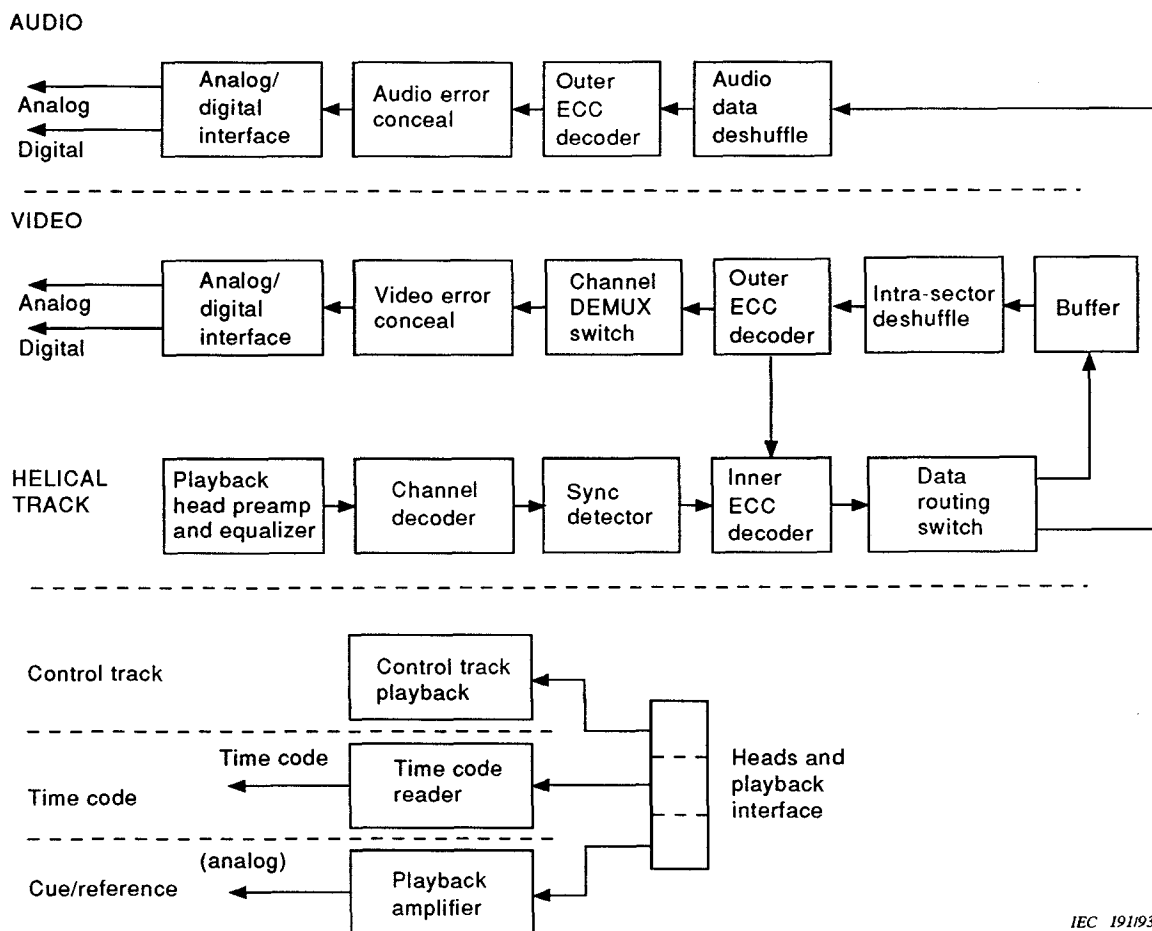 AUDIO
Analog
Digital
Analog/
digital
interface
Audio error
conceal
Outer
ECC
decoder
Audio
data
deshuffle
VIDEO
Analog
Digital
Analog/
digital
interface
Video error
conceal
Channel
DEMUX
switch
Outer
ECC
decoder
Intra-sector
deshuffle
Buffer
HELICAL
TRACK
Playback
head preamp
and equalizer
Channel
decoder
Sync
detector
Inner
ECC
decoder
Data
routing
switch
Control track
Control track
playback
Time code
Time code
Time code
reader
Heads and
playback
interface
Cue/reference
(analog)
Playback
amplifier
IEC 191/93